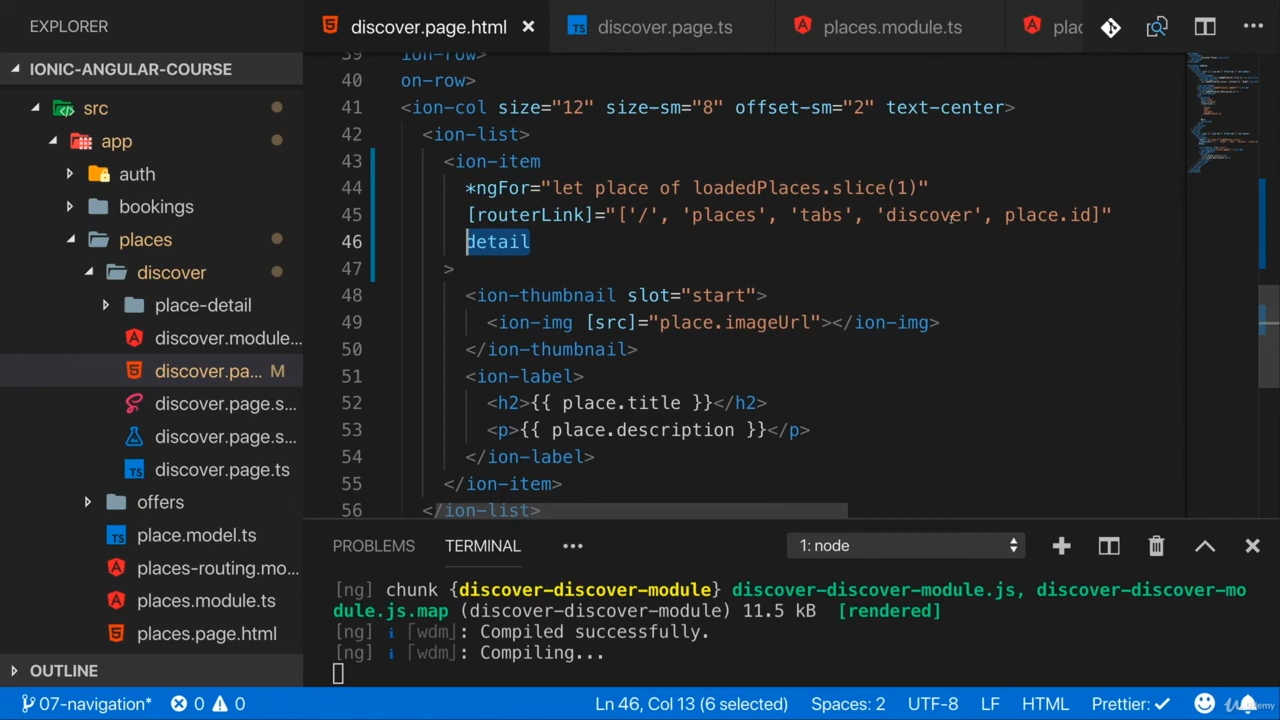 EXPLORER
discover.page.html
discover.page.ts
places.module.ts
plac
IONIC-ANGULAR-COURSE
src
app
auth
bookings
places
discover
place-detail
discover.module...
discover.pa... M
discover.page.s...
discover.page.s...
discover.page.ts
offers
place.model.ts
places-routing.mo...
places.module.ts
places.page.html
OUTLINE
39 ion-row>
40 on-row>
41 <ion-col size="12" size-sm="8" offset-sm="2" text-center>
42 <ion-list>
43 <ion-item
44 *ngFor="let place of loadedPlaces.slice(1)"
45 [routerLink]="['/', 'places', 'tabs', 'discover', place.id]"
46 detail
47 >
48 <ion-thumbnail slot="start">
49 <ion-img [src]="place.imageUrl"></ion-img>
50 </ion-thumbnail>
51 <ion-label>
52 <h2>{{ place.title }}</h2>
53 <p>{{ place.description }}</p>
54 </ion-label>
55 </ion-item>
56 </ion-list>
PROBLEMS TERMINAL ••• 1: node
[ng] chunk {discover-discover-module} discover-discover-module.js, discover-discover-mo
dule.js.map (discover-discover-module) 11.5 kB [rendered]
[ng] ℹ ｢wdm｣: Compiled successfully.
[ng] ℹ ｢wdm｣: Compiling...
07-navigation* 0 0 Ln 46, Col 13 (6 selected) Spaces: 2 UTF-8 LF HTML Prettier: ✓
Udemy